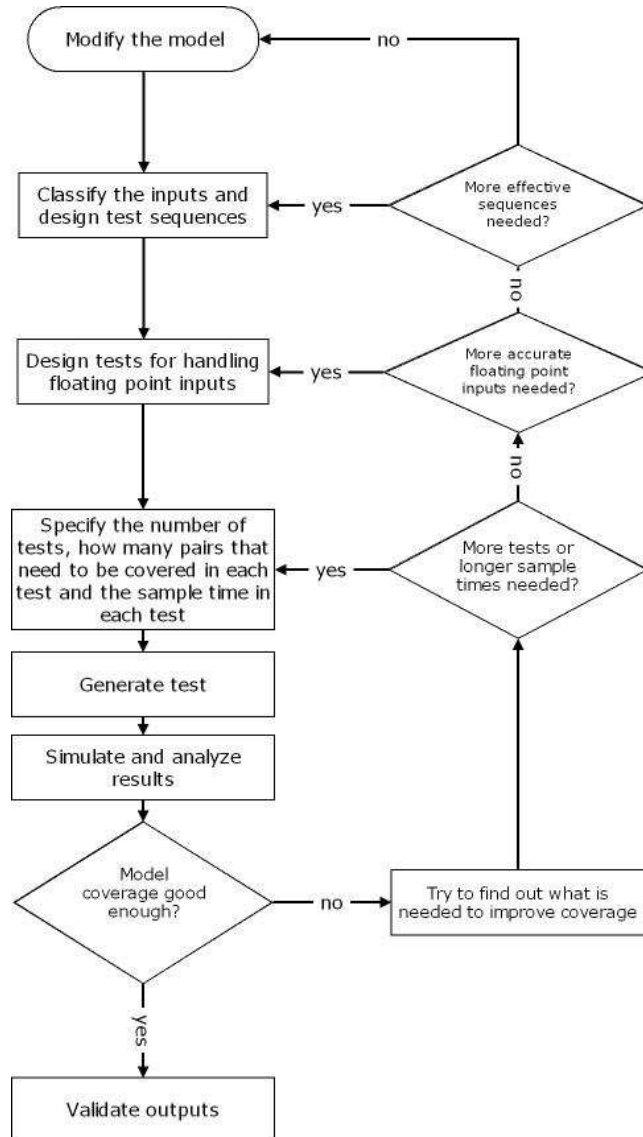 Modify the model
no
Classify the inputs and
design test sequences
yes
More effective
sequences
needed?
no
Design tests for handling
floating point inputs
yes
More accurate
floating point
inputs needed?
no
Specify the number of
tests, how many pairs that
need to be covered in each
test and the sample time in
each test
yes
More tests or
longer sample
times needed?
Generate test
Simulate and analyze
results
Model
coverage good
enough?
no
Try to find out what is
needed to improve coverage
yes
Validate outputs